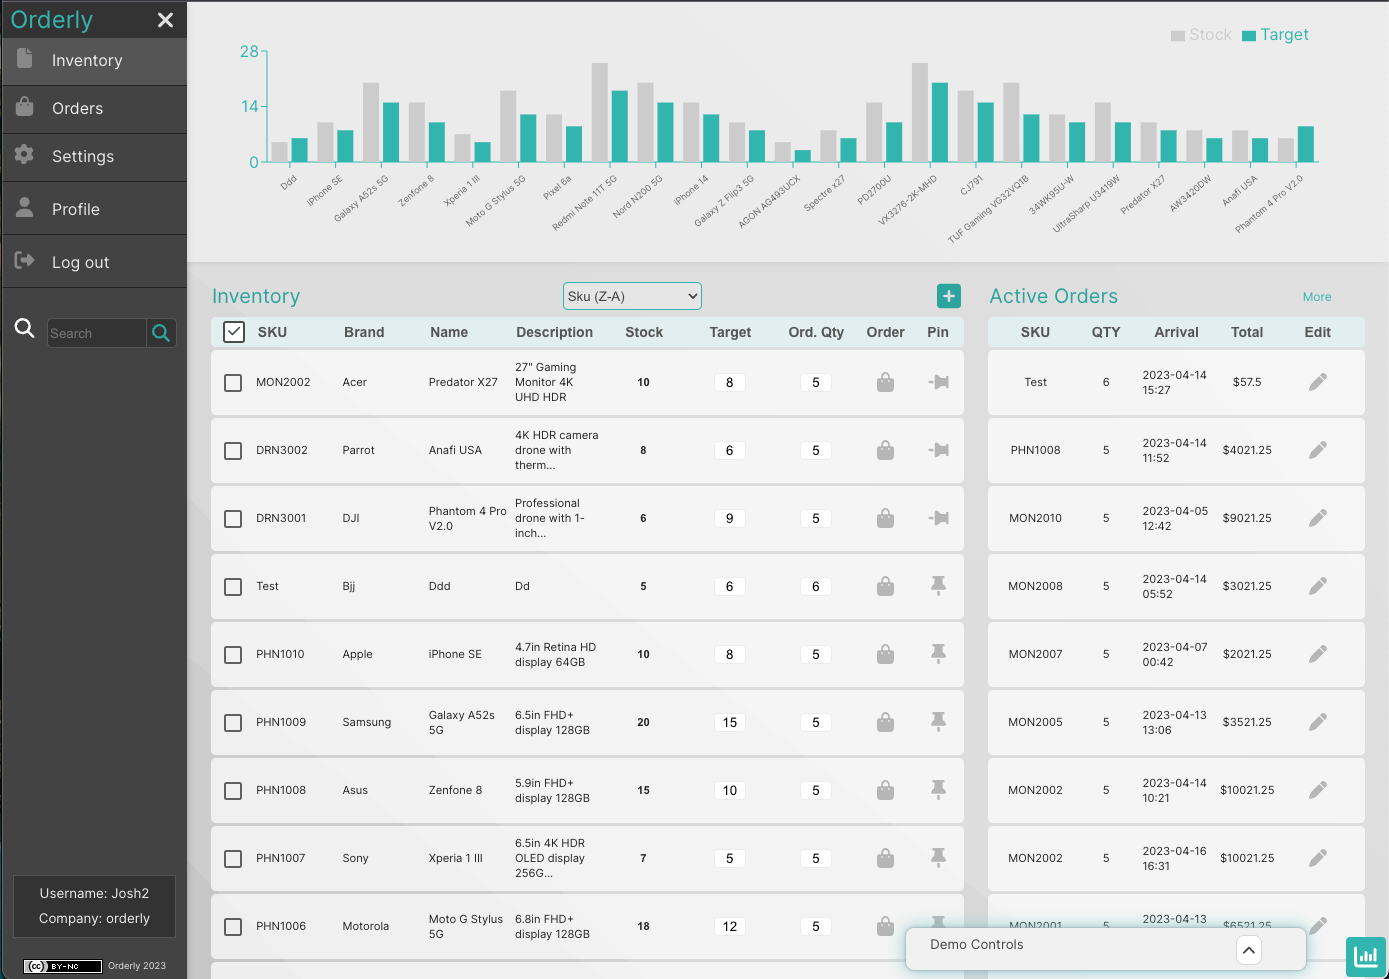 Orderly
Inventory
Orders
Settings
Profile
Log out
Search
Username: Josh2
Company: orderly
CC BY-NC Orderly 2023
Stock Target
28
14
0
Ddd
iPhone SE
Galaxy A52s 5G
Zenfone 8
Xperia 1 III
Moto G Stylus 5G
Pixel 6a
Redmi Note 11T 5G
Nord N200 5G
iPhone 14
Galaxy Z Flip3 5G
AGON AG493UCX
Spectre x27
PD2700U
VX3276-2K-MHD
CJ791
TUF Gaming VG32VQ1B
34WK95U-W
UltraSharp U3419W
Predator X27
AW3420DW
Anafi USA
Phantom 4 Pro V2.0
Inventory
Sku (Z-A)
SKU Brand Name Description Stock Target Ord. Qty Order Pin
MON2002 Acer Predator X27 27" Gaming
Monitor 4K
UHD HDR
10 8 5
DRN3002 Parrot Anafi USA 4K HDR camera
drone with
therm...
8 6 5
DRN3001 DJI Phantom 4 Pro
V2.0
Professional
drone with 1-
inch...
6 9 5
Test Bjj Ddd Dd 5 6 6
PHN1010 Apple iPhone SE 4.7in Retina HD
display 64GB
10 8 5
PHN1009 Samsung Galaxy A52s
5G
6.5in FHD+
display 128GB
20 15 5
PHN1008 Asus Zenfone 8 5.9in FHD+
display 128GB
15 10 5
PHN1007 Sony Xperia 1 III 6.5in 4K HDR
OLED display
256G...
7 5 5
PHN1006 Motorola Moto G Stylus
5G
6.8in FHD+
display 128GB
18 12 5
Active Orders
More
SKU QTY Arrival Total Edit
Test 6 2023-04-14
15:27
$57.5
PHN1008 5 2023-04-14
11:52
$4021.25
MON2010 5 2023-04-05
12:42
$9021.25
MON2008 5 2023-04-14
05:52
$3021.25
MON2007 5 2023-04-07
00:42
$2021.25
MON2005 5 2023-04-13
13:06
$3521.25
MON2002 5 2023-04-14
10:21
$10021.25
MON2002 5 2023-04-16
16:31
$10021.25
MON2001 5 2023-04-13
$6521.25
Demo Controls